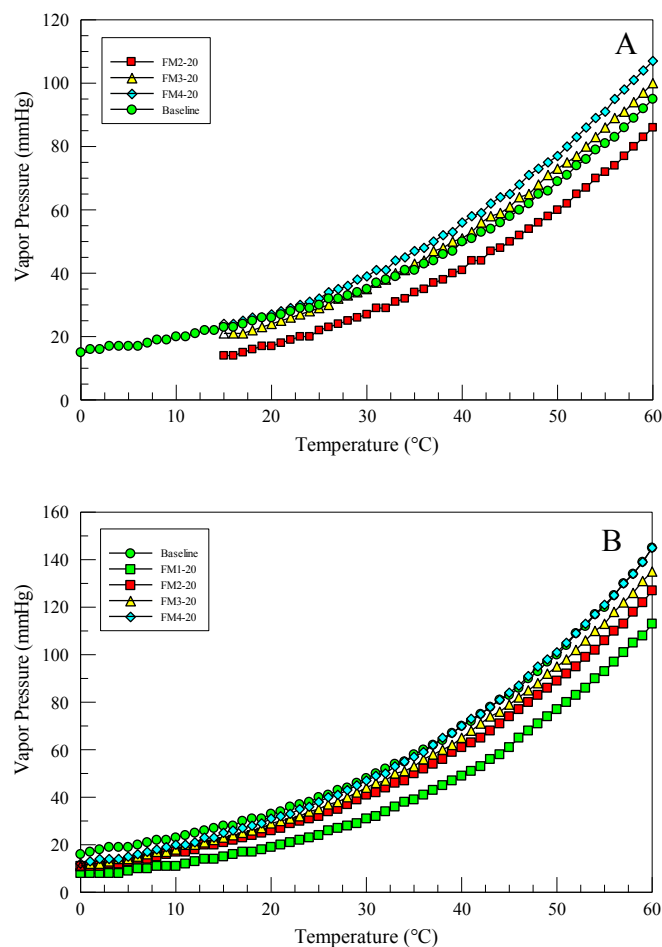 120
A
100
80
60
40
20
0
FM2-20
FM3-20
FM4-20
Baseline
Vapor Pressure (mmHg)
0 10 20 30 40 50 60
Temperature (°C)
160
B
140
120
100
80
60
40
20
0
Baseline
FM1-20
FM2-20
FM3-20
FM4-20
Vapor Pressure (mmHg)
0 10 20 30 40 50 60
Temperature (°C)